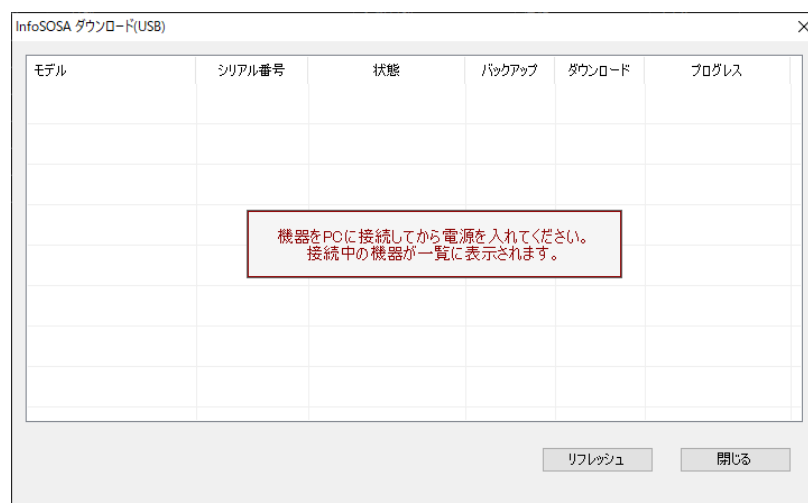 InfoSOSA ダウンロード(USB)
モデル シリアル番号 状態 バックアップ ダウンロード プログレス
機器をPCに接続してから電源を入れてください。
接続中の機器が一覧に表示されます。
リフレッシュ 閉じる